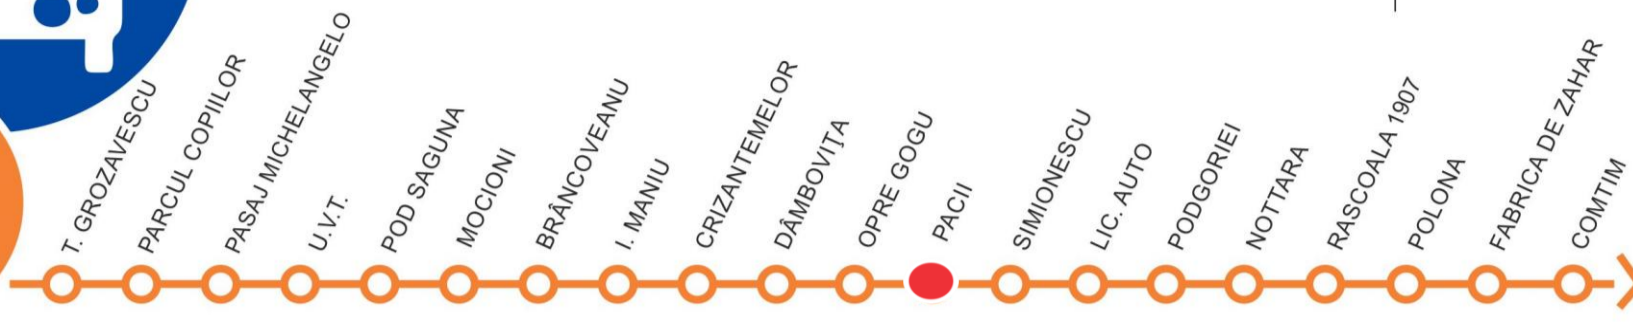 T. GROZAVESCU
PARCUL COPIILOR
PASAJ MICHELANGELO
U.V.T.
POD SAGUNA
MOCIONI
BRÂNCOVEANU
I. MANIU
CRIZANTEMELOR
DÂMBOVIŢA
OPRE GOGU
PACII
SIMIONESCU
LIC. AUTO
PODGORIEI
NOTTARA
RASCOALA 1907
POLONA
FABRICA DE ZAHAR
COMTIM